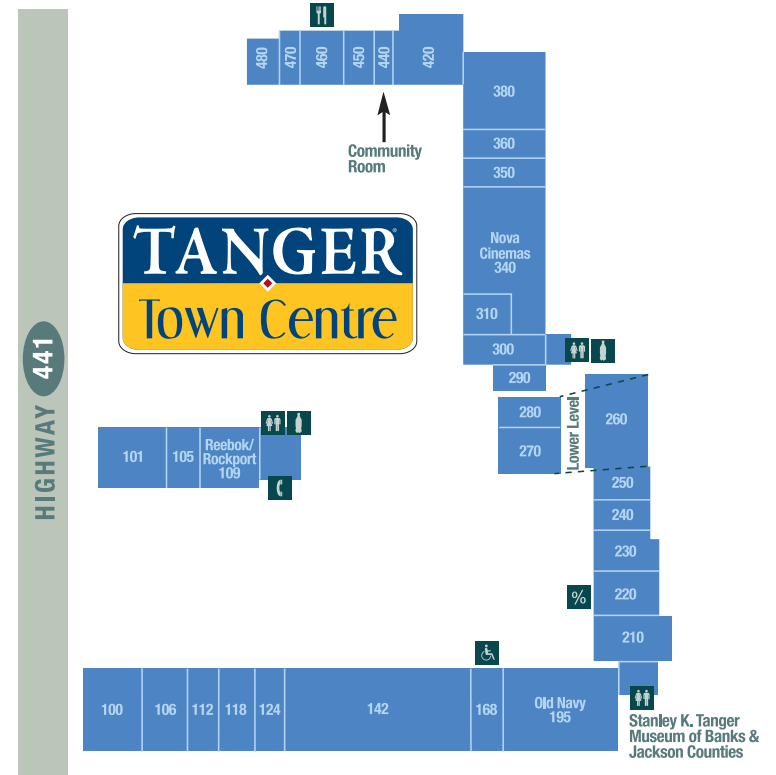 480
470
460
450
440
420
Community
Room
380
360
350
Nova
Cinemas
340
310
300
290
TANGER®
Town Centre
HIGHWAY 441
280
270
Lower Level
260
250
240
230
220
%
210
101
105
Reebok/
Rockport
109
100
106
112
118
124
142
168
Old Navy
195
Stanley K. Tanger
Museum of Banks &
Jackson Counties